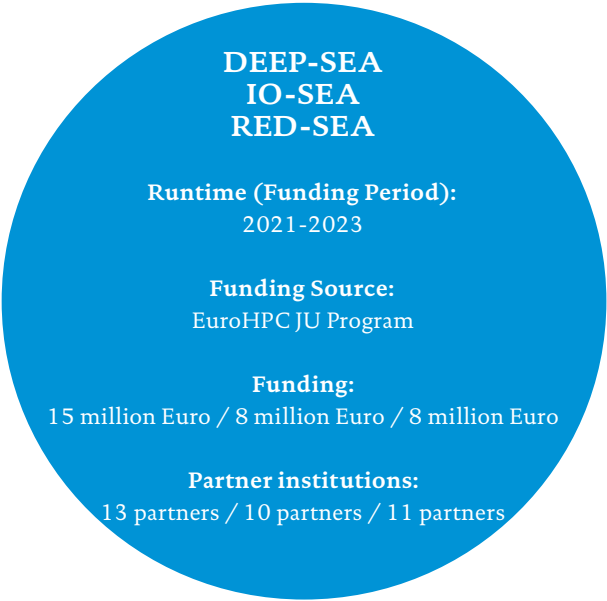 DEEP-SEA
IO-SEA
RED-SEA
Runtime (Funding Period):
2021-2023
Funding Source:
EuroHPC JU Program
Funding:
15 million Euro / 8 million Euro / 8 million Euro
Partner institutions:
13 partners / 10 partners / 11 partners